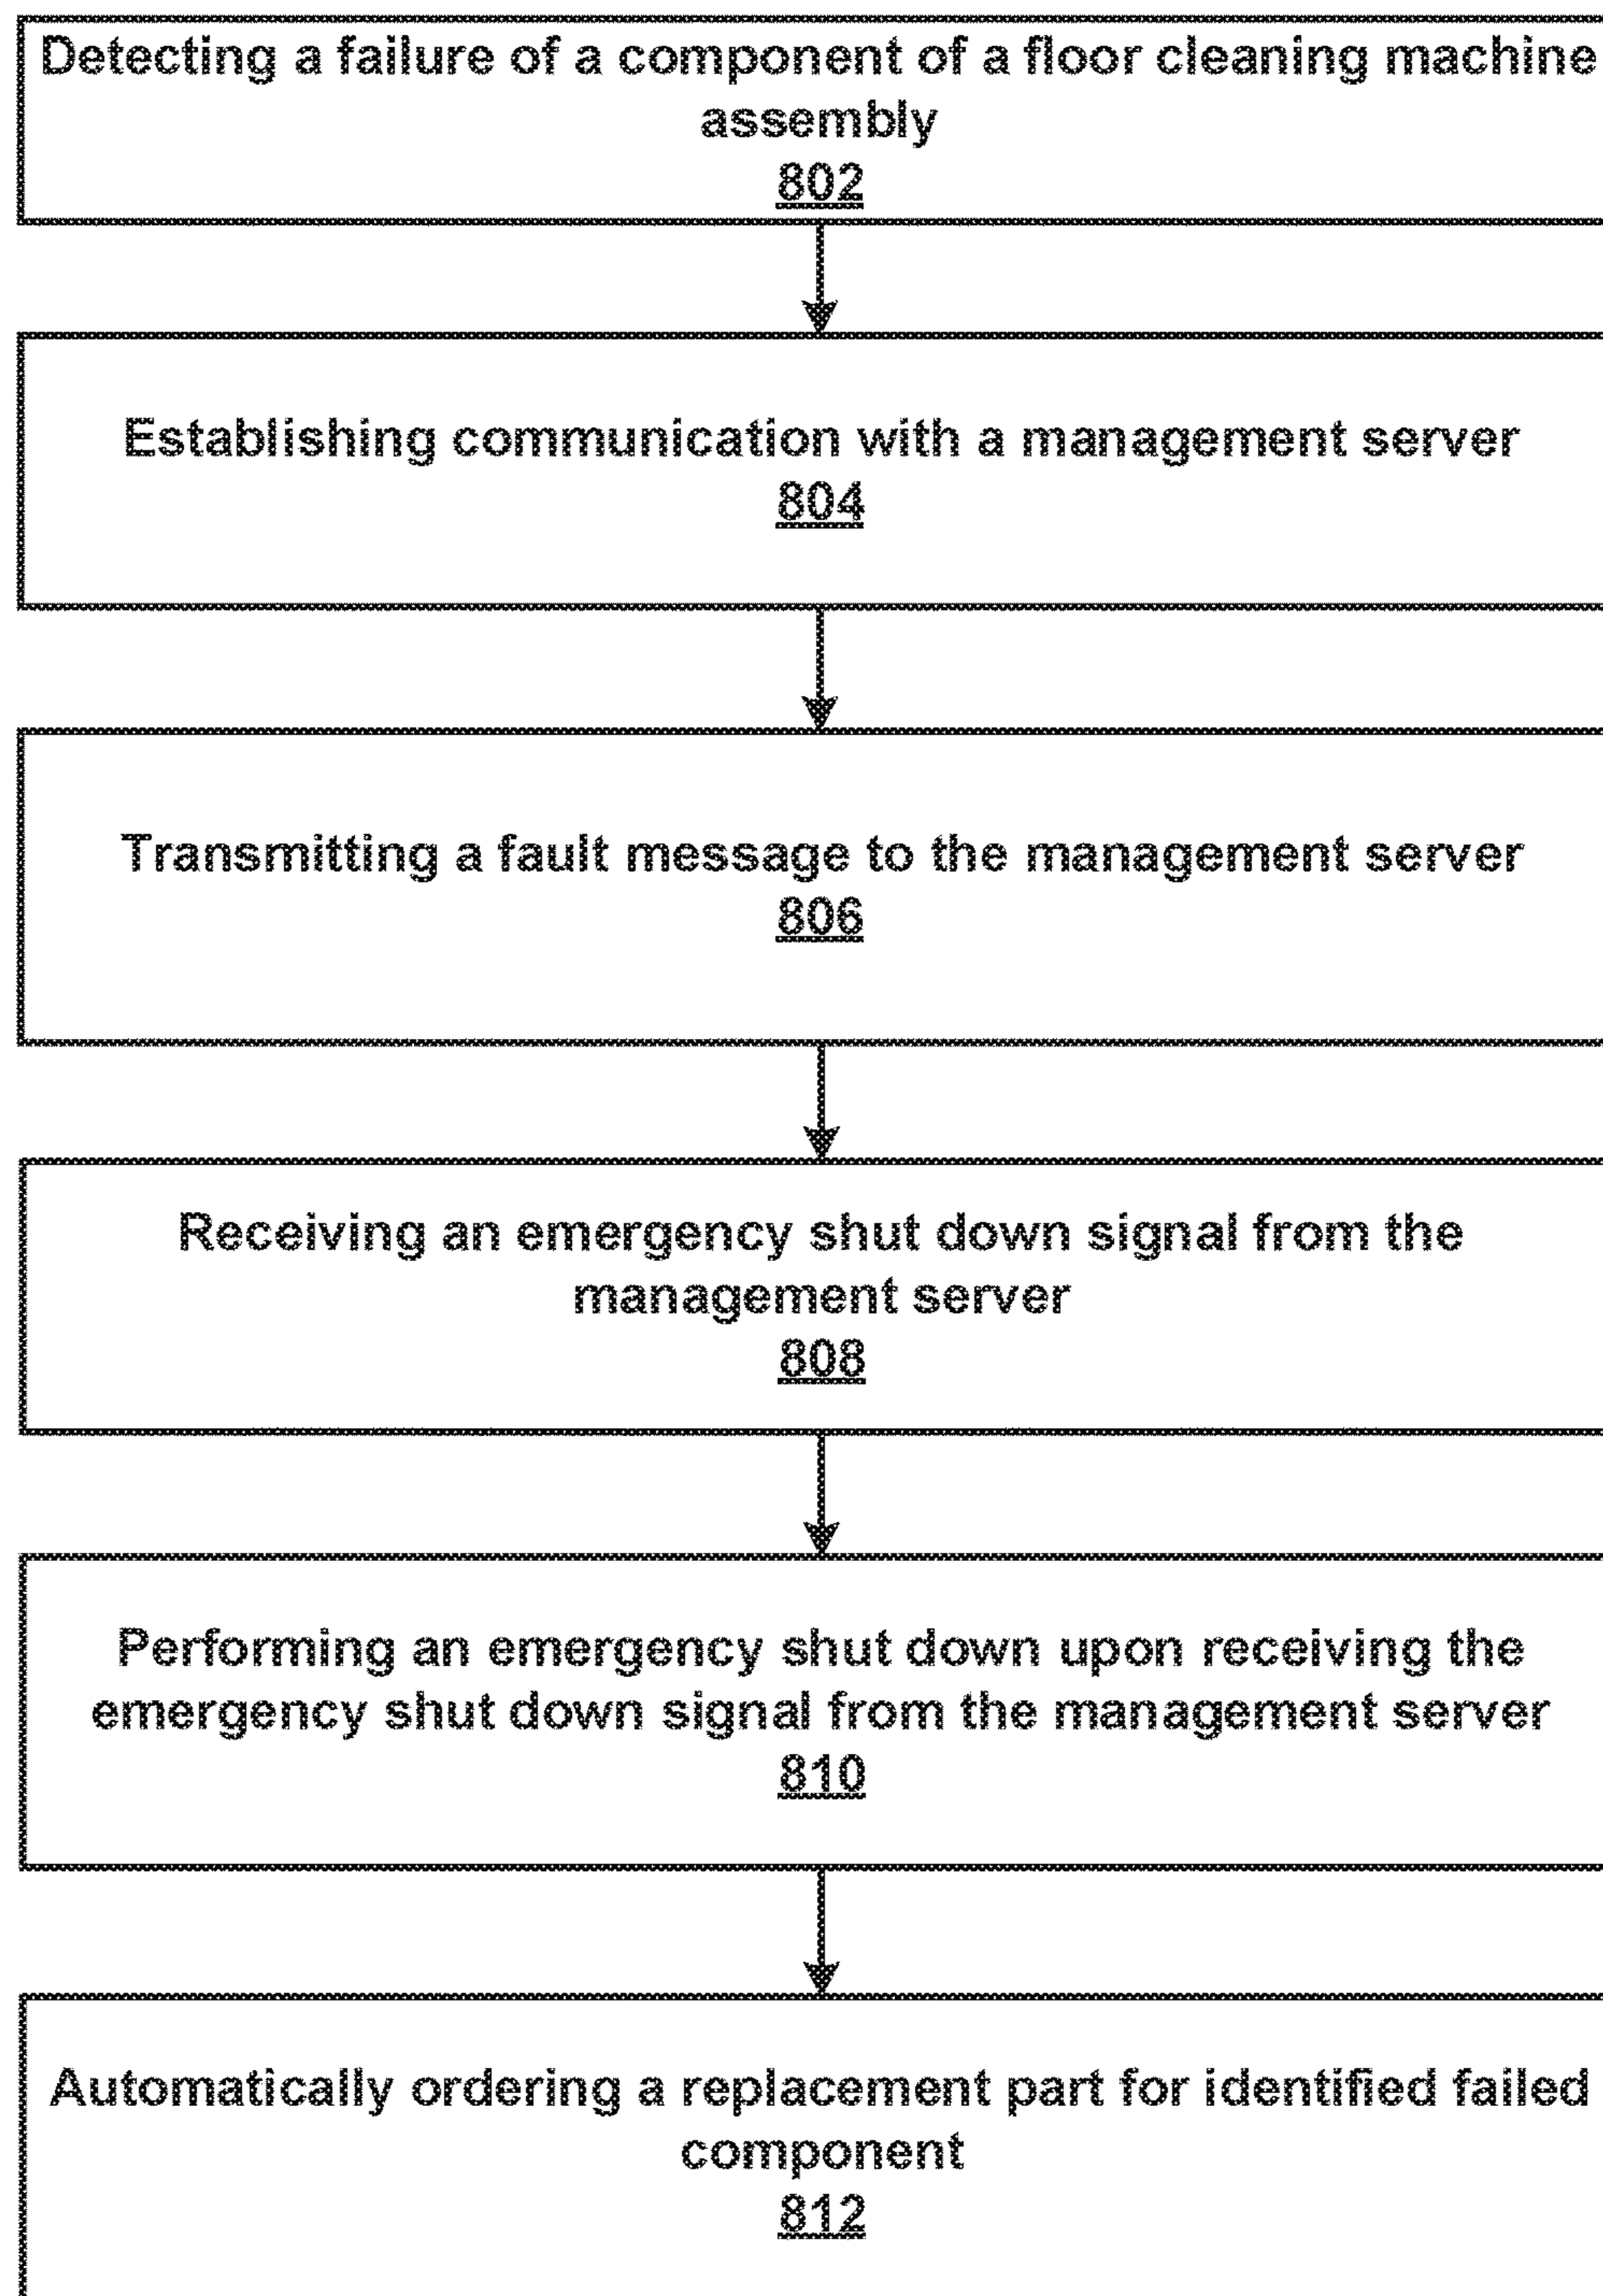 Detecting a failure of a component of a floor cleaning machine
assembly
802
Establishing communication with a management server
804
Transmitting a fault message to the management server
806
Receiving an emergency shut down signal from the
management server
808
Performing an emergency shut down upon receiving the
emergency shut down signal from the management server
810
Automatically ordering a replacement part for identified failed
component
812